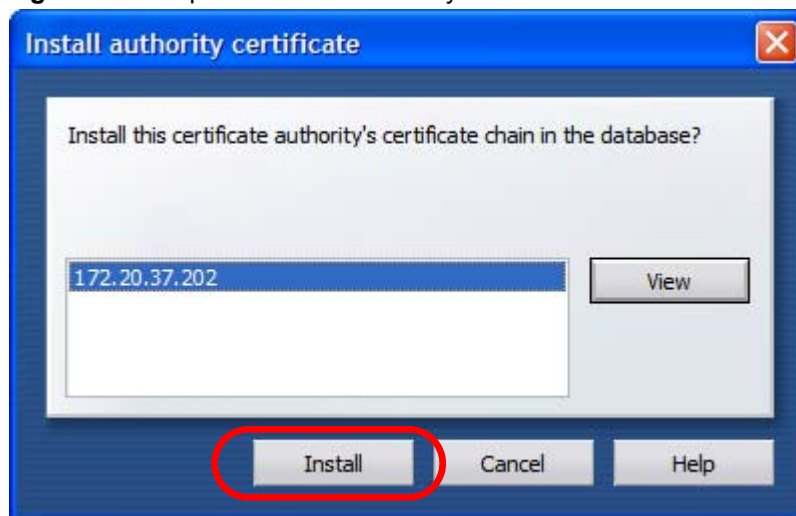 Install authority certificate
Install this certificate authority's certificate chain in the database?
172.20.37.202
View
Install
Cancel
Help